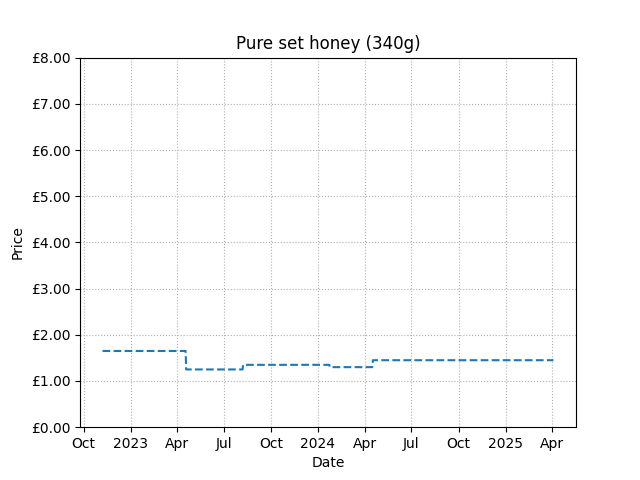 Pure set honey (340g)
£8.00
£7.00
£6.00
£5.00
£4.00
£3.00
£2.00
£1.00
£0.00
Price
Oct 2023 Apr Jul Oct 2024 Apr Jul Oct 2025 Apr
Date